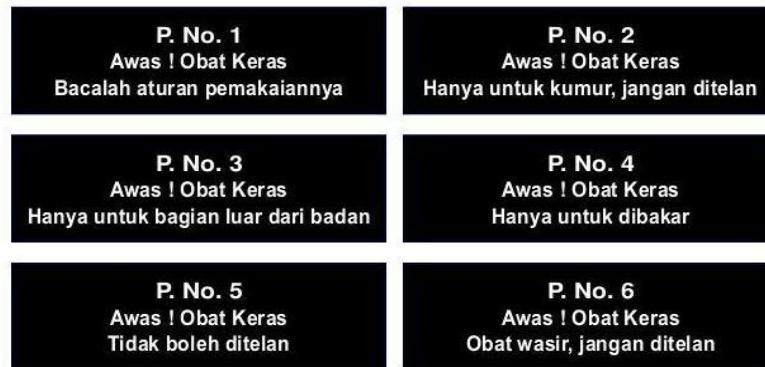 P. No. 1
Awas ! Obat Keras
Bacalah aturan pemakaiannya
P. No. 2
Awas ! Obat Keras
Hanya untuk kumur, jangan ditelan
P. No. 3
Awas ! Obat Keras
Hanya untuk bagian luar dari badan
P. No. 4
Awas ! Obat Keras
Hanya untuk dibakar
P. No. 5
Awas ! Obat Keras
Tidak boleh ditelan
P. No. 6
Awas ! Obat Keras
Obat wasir, jangan ditelan